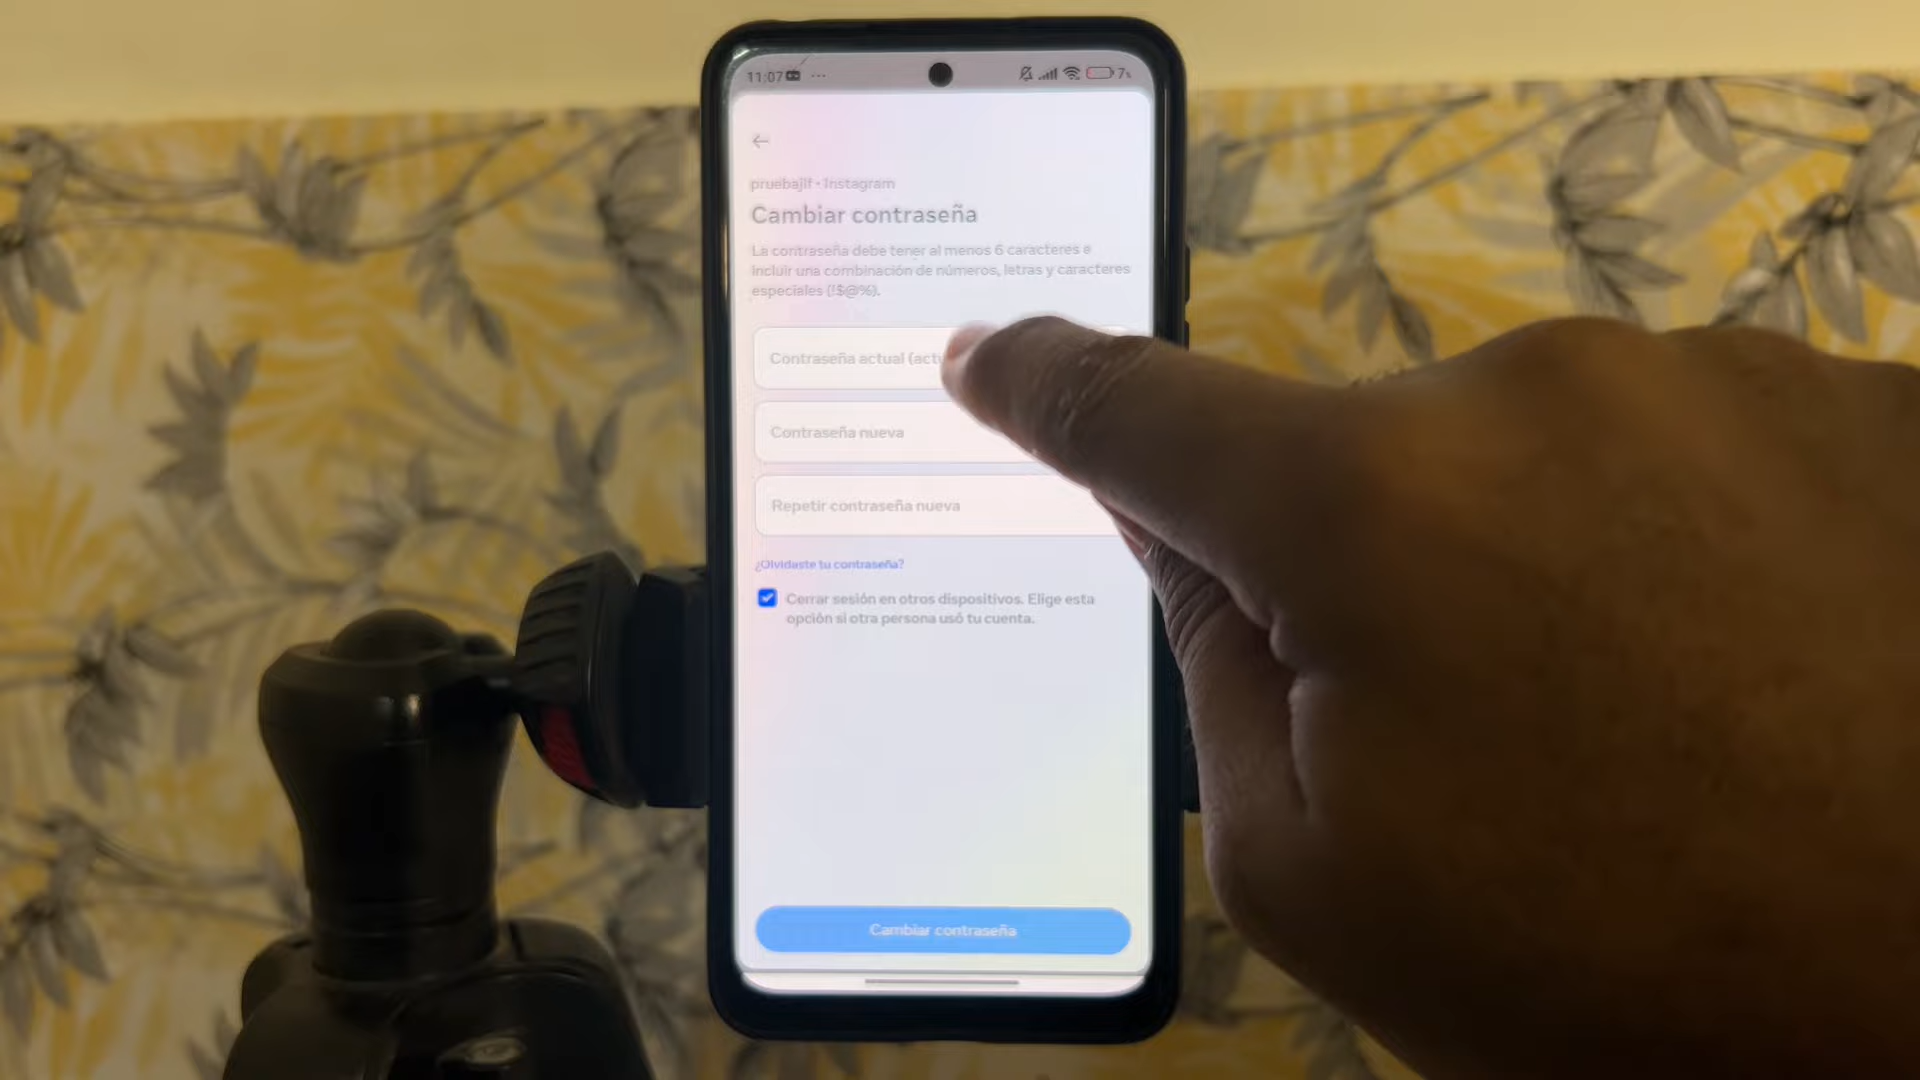 11:07 ··· 7%
pruebajlf • Instagram
Cambiar contraseña
La contraseña debe tener al menos 6 caracteres e
incluir una combinación de números, letras y caracteres
especiales (!$@%).
Contraseña actual (actu
Contraseña nueva
Repetir contraseña nueva
¿Olvidaste tu contraseña?
Cerrar sesión en otros dispositivos. Elige esta
opción si otra persona usó tu cuenta.
Cambiar contraseña